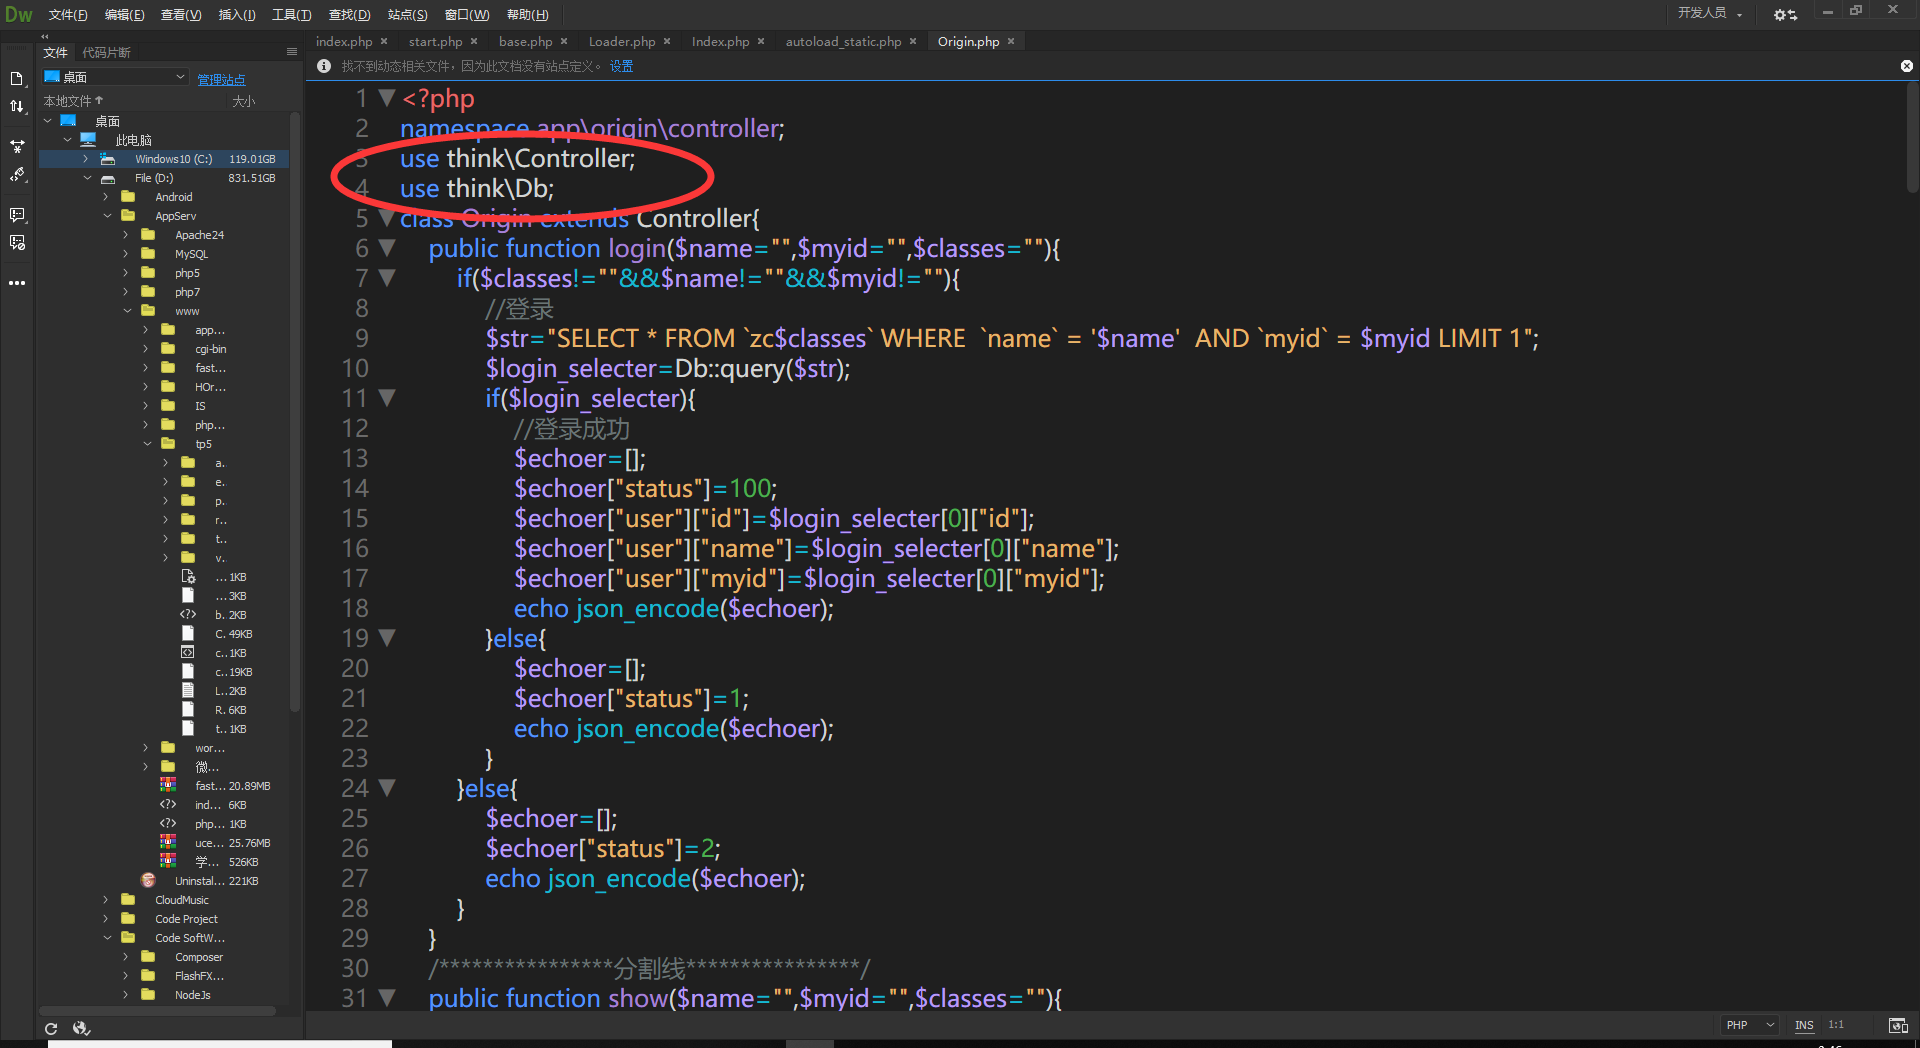 Dw 文件(F) 编辑(E) 查看(V) 插入(I) 工具(T) 查找(D) 站点(S) 窗口(W) 帮助(H) 开发人员
文件 代码片断
index.php × start.php × base.php × Loader.php × Index.php × autoload_static.php × Origin.php ×
找不到动态相关文件，因为此文档没有站点定义。 设置
桌面 管理站点
本地文件↑ 大小
桌面
此电脑
Windows10 (C:) 119.01GB
File (D:) 831.51GB
Android
AppServ
Apache24
MySQL
php5
php7
www
app...
cgi-bin
fast...
HOr...
IS
php...
tp5
a..
e..
p..
r..
t..
v..
... 1KB
... 3KB
b.. 2KB
C.. 49KB
c... 1KB
c... 19KB
L... 2KB
R.. 6KB
t... 1KB
wor...
微...
fast... 20.89MB
ind... 6KB
php... 1KB
uce... 25.76MB
学... 526KB
Uninstal... 221KB
CloudMusic
Code Project
Code SoftW...
Composer
FlashFX...
NodeJs
1 <?php
2 namespace app\origin\controller;
3 use think\Controller;
4 use think\Db;
5 class Origin extends Controller{
6 public function login($name="",$myid="",$classes=""){
7 if($classes!=""&&$name!=""&&$myid!=""){
8 //登录
9 $str="SELECT * FROM `zc$classes` WHERE  `name` = '$name'  AND `myid` = $myid LIMIT 1";
10 $login_selecter=Db::query($str);
11 if($login_selecter){
12 //登录成功
13 $echoer=[];
14 $echoer["status"]=100;
15 $echoer["user"]["id"]=$login_selecter[0]["id"];
16 $echoer["user"]["name"]=$login_selecter[0]["name"];
17 $echoer["user"]["myid"]=$login_selecter[0]["myid"];
18 echo json_encode($echoer);
19 }else{
20 $echoer=[];
21 $echoer["status"]=1;
22 echo json_encode($echoer);
23 }
24 }else{
25 $echoer=[];
26 $echoer["status"]=2;
27 echo json_encode($echoer);
28 }
29 }
30 /****************分割线****************/
31 public function show($name="",$myid="",$classes=""){
PHP INS 1:1